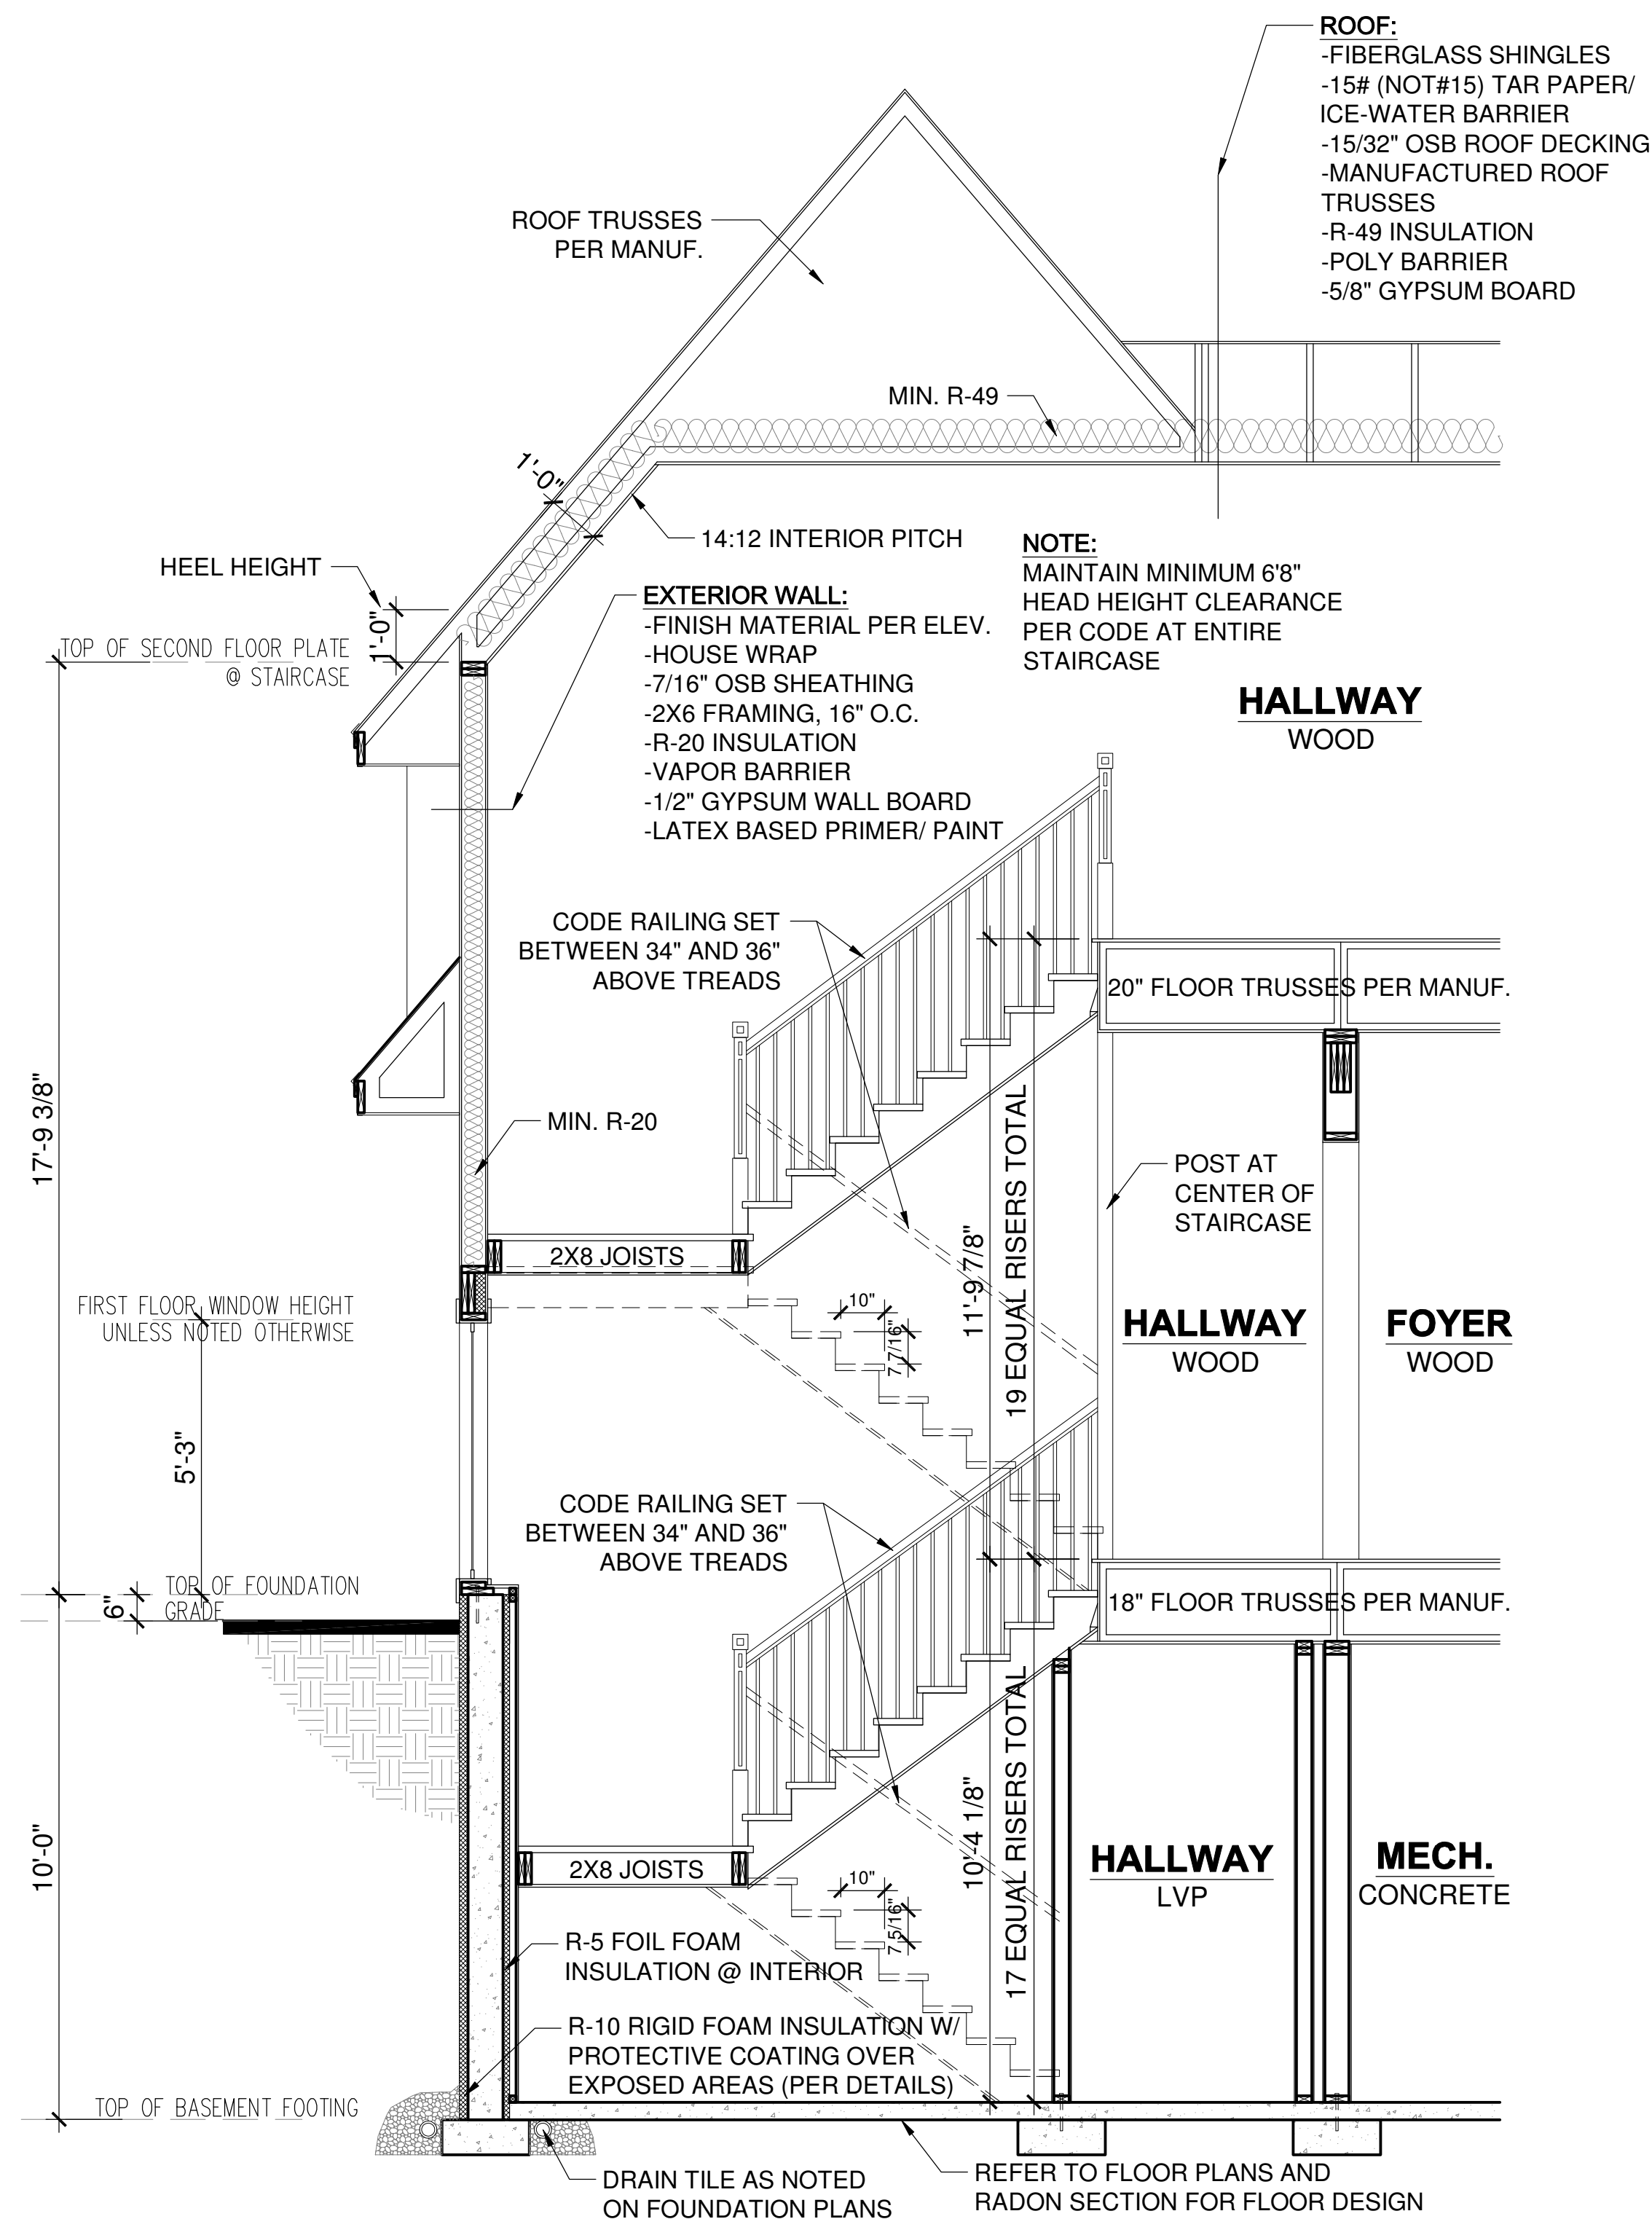 ROOF:
-FIBERGLASS SHINGLES
-15# (NOT#15) TAR PAPER/
ICE-WATER BARRIER
-15/32" OSB ROOF DECKING
-MANUFACTURED ROOF
TRUSSES
-R-49 INSULATION
-POLY BARRIER
-5/8" GYPSUM BOARD
ROOF TRUSSES
PER MANUF.
MIN. R-49
1'-0"
14:12 INTERIOR PITCH
NOTE:
MAINTAIN MINIMUM 6'8"
HEAD HEIGHT CLEARANCE
PER CODE AT ENTIRE
STAIRCASE
HEEL HEIGHT
1'-0"
TOP OF SECOND FLOOR PLATE
@ STAIRCASE
EXTERIOR WALL:
-FINISH MATERIAL PER ELEV.
-HOUSE WRAP
-7/16" OSB SHEATHING
-2X6 FRAMING, 16" O.C.
-R-20 INSULATION
-VAPOR BARRIER
-1/2" GYPSUM WALL BOARD
-LATEX BASED PRIMER/ PAINT
HALLWAY
WOOD
CODE RAILING SET
BETWEEN 34" AND 36"
ABOVE TREADS
20" FLOOR TRUSSES PER MANUF.
17'-9 3/8"
MIN. R-20
POST AT
CENTER OF
STAIRCASE
2X8 JOISTS
11'-9 7/8"
19 EQUAL RISERS TOTAL
FIRST FLOOR WINDOW HEIGHT
UNLESS NOTED OTHERWISE
10"
7 7/16"
HALLWAY
WOOD
FOYER
WOOD
5'-3"
CODE RAILING SET
BETWEEN 34" AND 36"
ABOVE TREADS
TOP OF FOUNDATION
GRADE
6"
18" FLOOR TRUSSES PER MANUF.
10'-0"
10'-4 1/8"
17 EQUAL RISERS TOTAL
2X8 JOISTS
10"
7 5/16"
HALLWAY
LVP
MECH.
CONCRETE
R-5 FOIL FOAM
INSULATION @ INTERIOR
R-10 RIGID FOAM INSULATION W/
PROTECTIVE COATING OVER
EXPOSED AREAS (PER DETAILS)
TOP OF BASEMENT FOOTING
DRAIN TILE AS NOTED
ON FOUNDATION PLANS
REFER TO FLOOR PLANS AND
RADON SECTION FOR FLOOR DESIGN